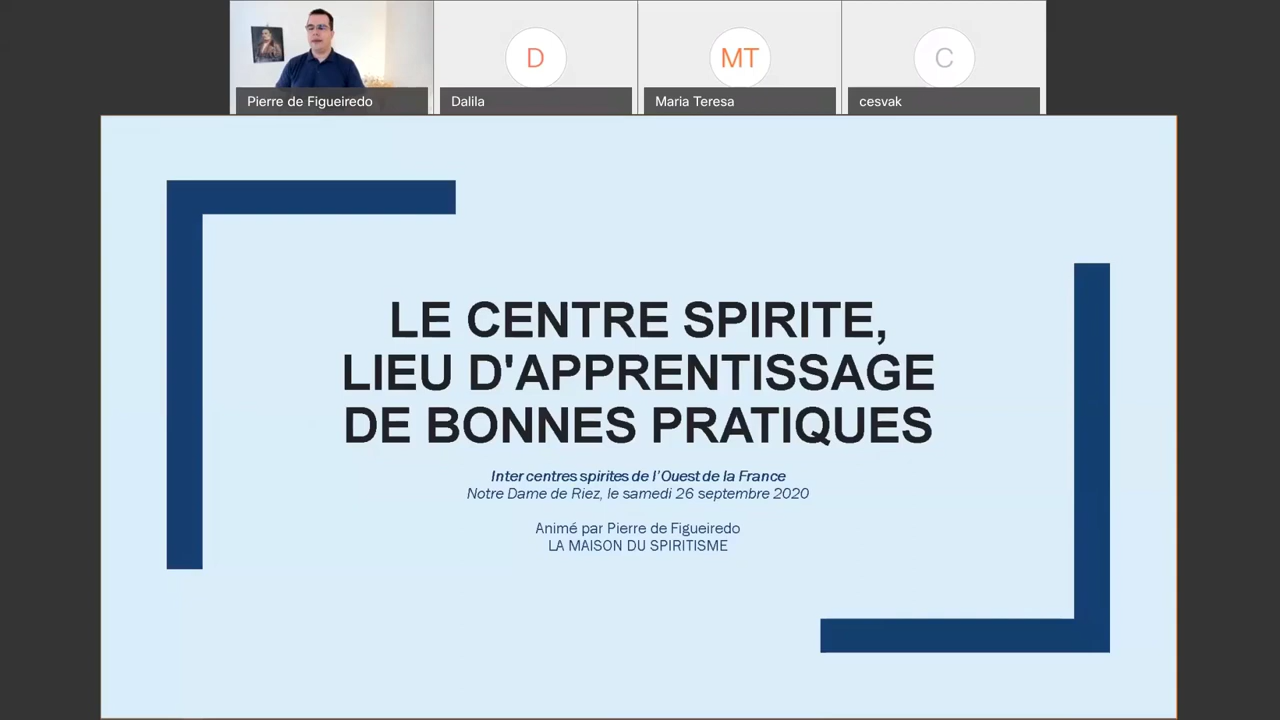 Pierre de Figueiredo
D
Dalila
MT
Maria Teresa
C
cesvak
LE CENTRE SPIRITE,
LIEU D'APPRENTISSAGE
DE BONNES PRATIQUES
Inter centres spirites de l'Ouest de la France
Notre Dame de Riez, le samedi 26 septembre 2020
Animé par Pierre de Figueiredo
LA MAISON DU SPIRITISME